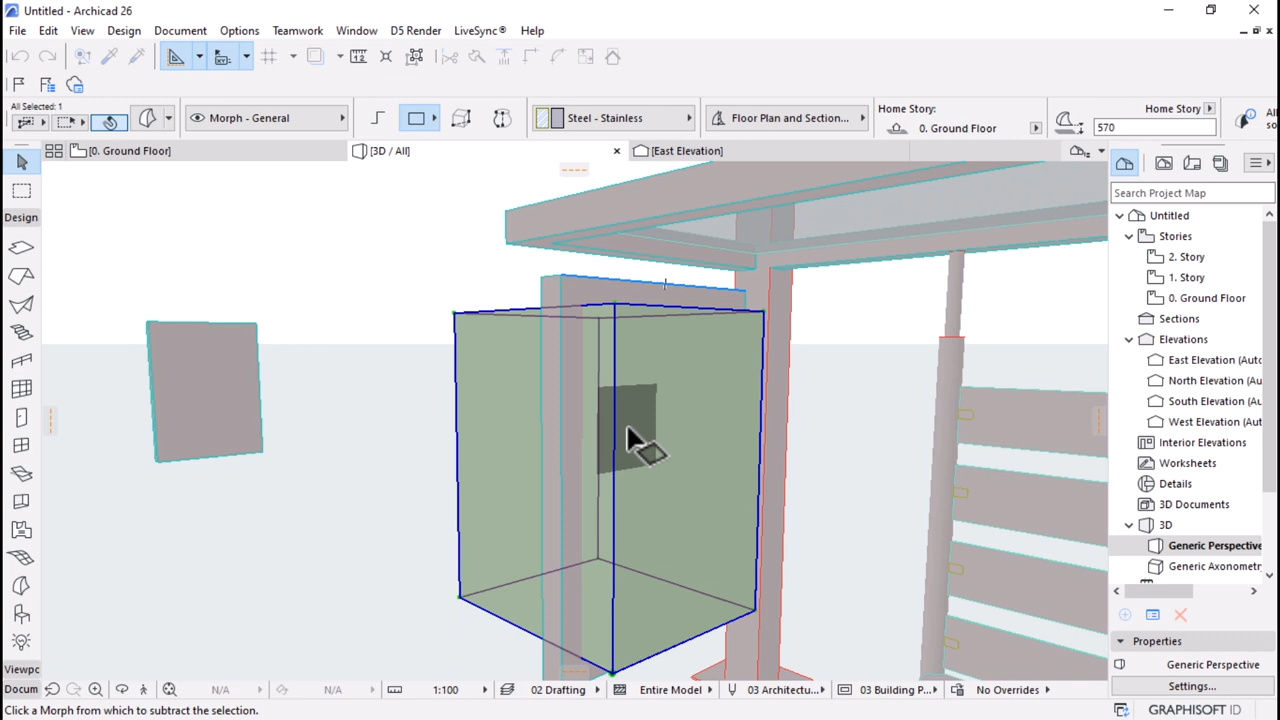 Untitled - Archicad 26
File Edit View Design Document Options Teamwork Window D5 Render LiveSync® Help
All Selected: 1
Morph - General
Steel - Stainless
Floor Plan and Section...
Home Story:
0. Ground Floor
Home Story
570
Al
so
[0. Ground Floor]
[3D / All]
[East Elevation]
Search Project Map
Design
Untitled
Stories
2. Story
1. Story
0. Ground Floor
Sections
Elevations
East Elevation (Auto
North Elevation (Au
South Elevation (Au
West Elevation (Aut
Interior Elevations
Worksheets
Details
3D Documents
3D
Generic Perspective
Generic Axonometr
Properties
Generic Perspective
Settings...
Viewpc
Docum
N/A
N/A
1:100
02 Drafting
Entire Model
03 Architectu...
03 Building P...
No Overrides
Click a Morph from which to subtract the selection.
GRAPHISOFT ID